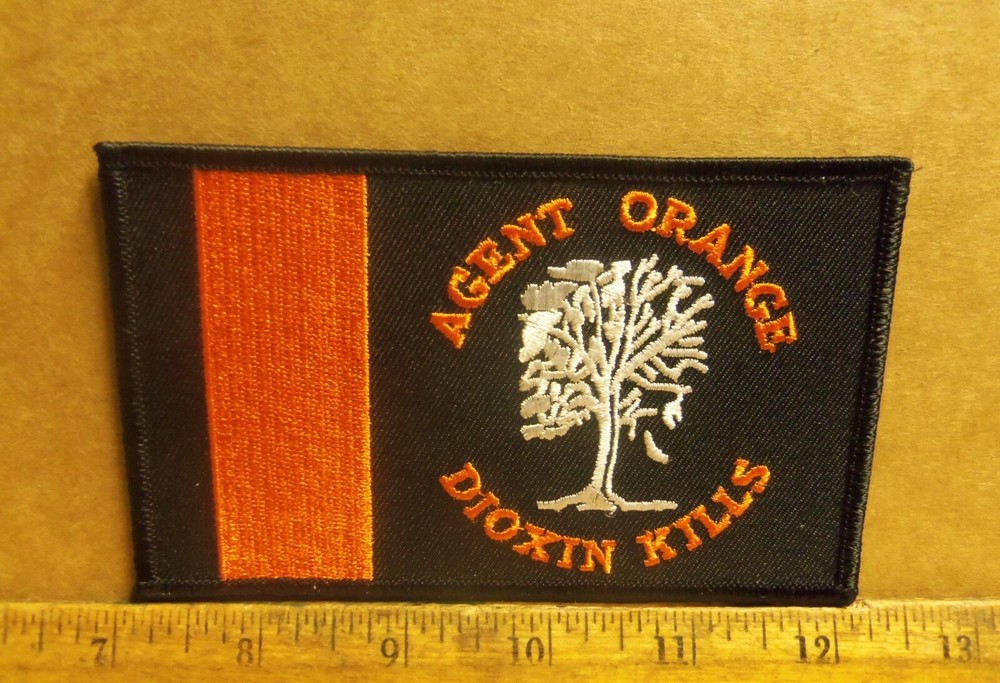 AGENT ORANGE
DIOXIN KILLS
7 8 9 10 11 12 13